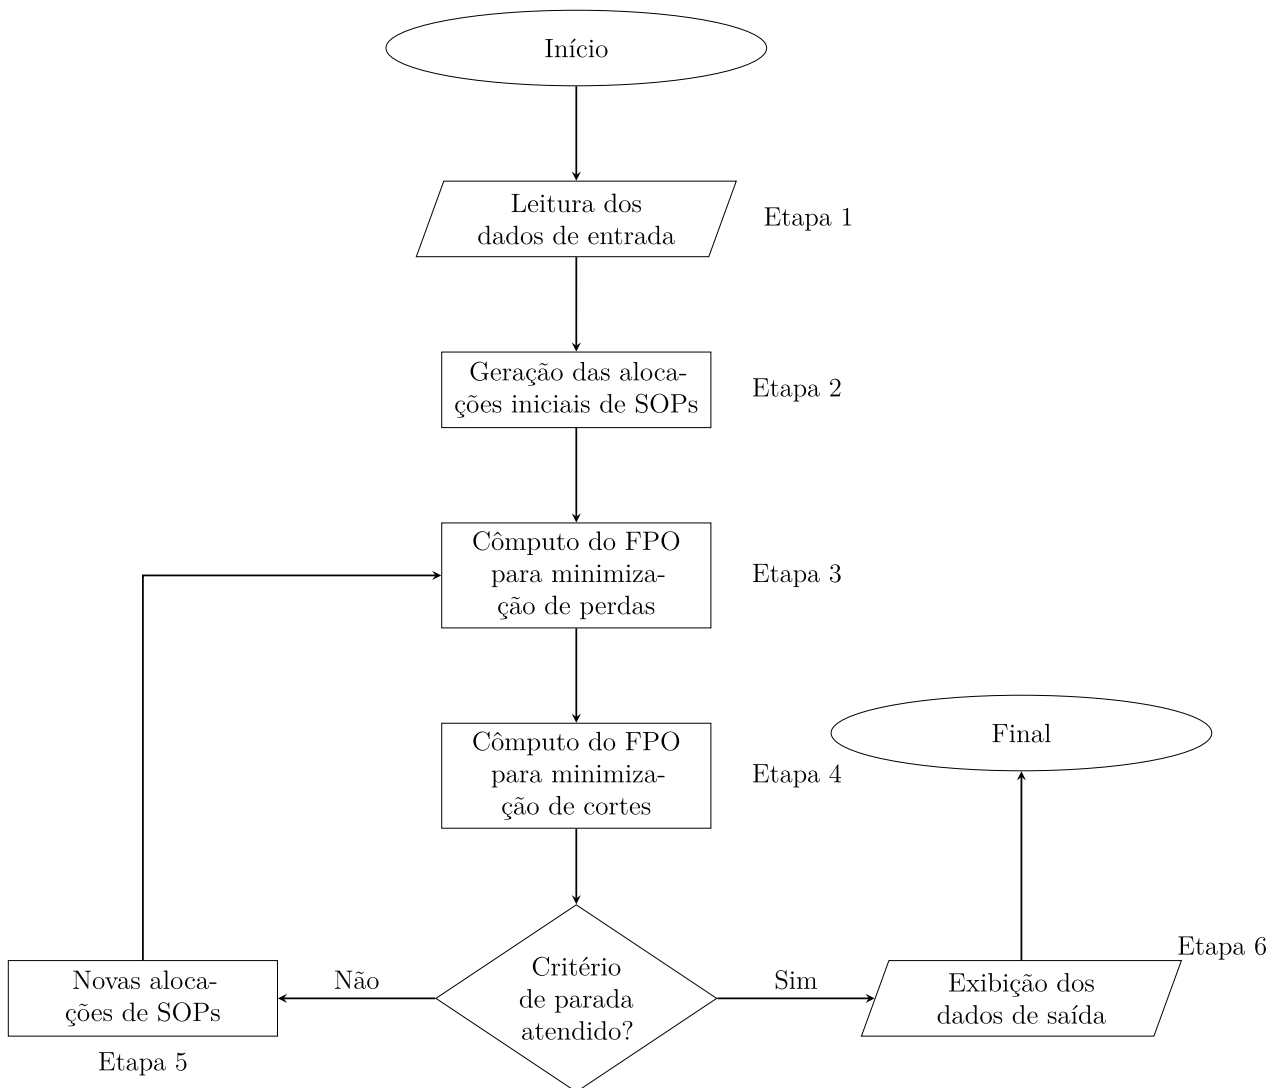 Início
Leitura dos
dados de entrada
Etapa 1
Geração das aloca-
ções iniciais de SOPs
Etapa 2
Cômputo do FPO
para minimiza-
ção de perdas
Etapa 3
Cômputo do FPO
para minimiza-
ção de cortes
Etapa 4
Final
Critério
de parada
atendido?
Não
Sim
Novas aloca-
ções de SOPs
Etapa 5
Exibição dos
dados de saída
Etapa 6